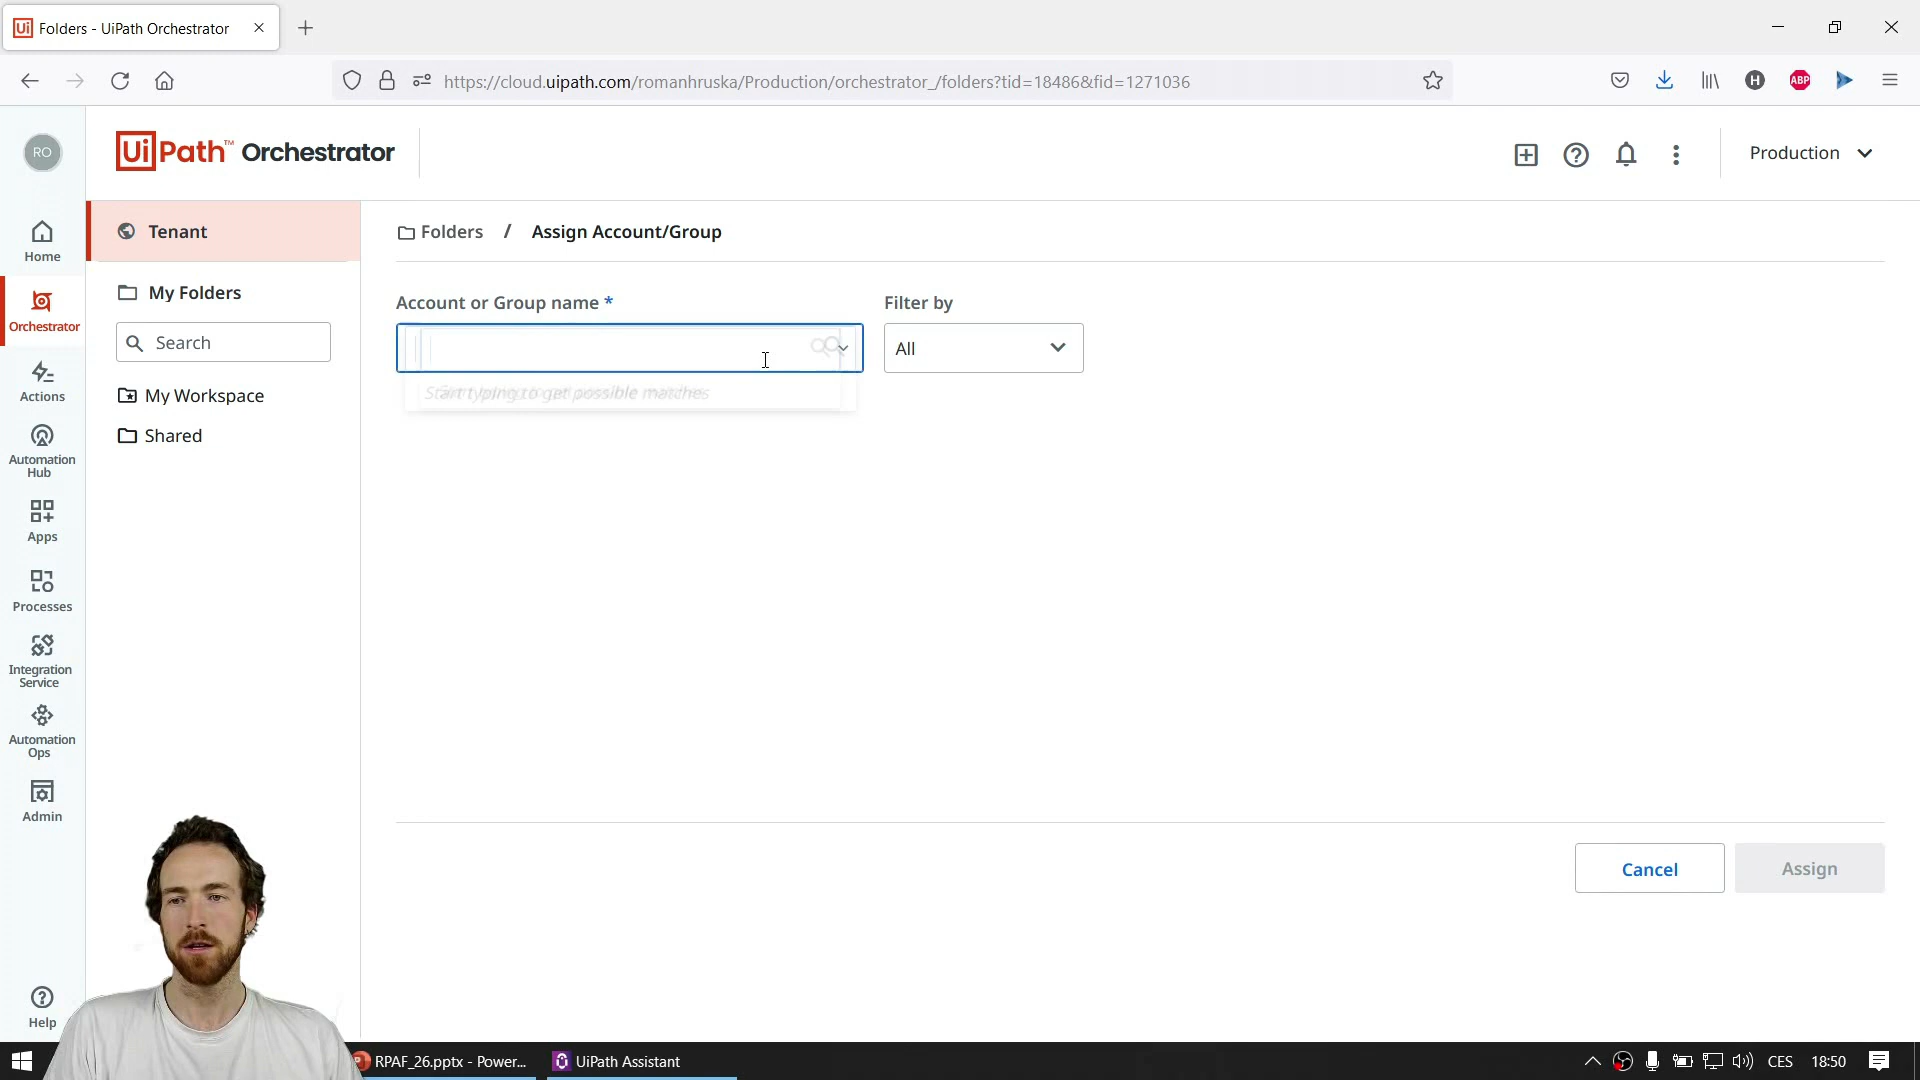 Folders - UiPath Orchestrator
https://cloud.uipath.com/romanhruska/Production/orchestrator_/folders?tid=18486&fid=1271036
H
ABP
RO
UiPath™ Orchestrator
Production
Home
Orchestrator
Actions
Automation
Hub
Apps
Processes
Integration
Service
Automation
Ops
Admin
Help
Tenant
My Folders
Search
My Workspace
Shared
Folders / Assign Account/Group
Account or Group name *
Filter by
All
Start typing to get possible matches
Cancel
Assign
RPAF_26.pptx - Power...
UiPath Assistant
CES
18:50